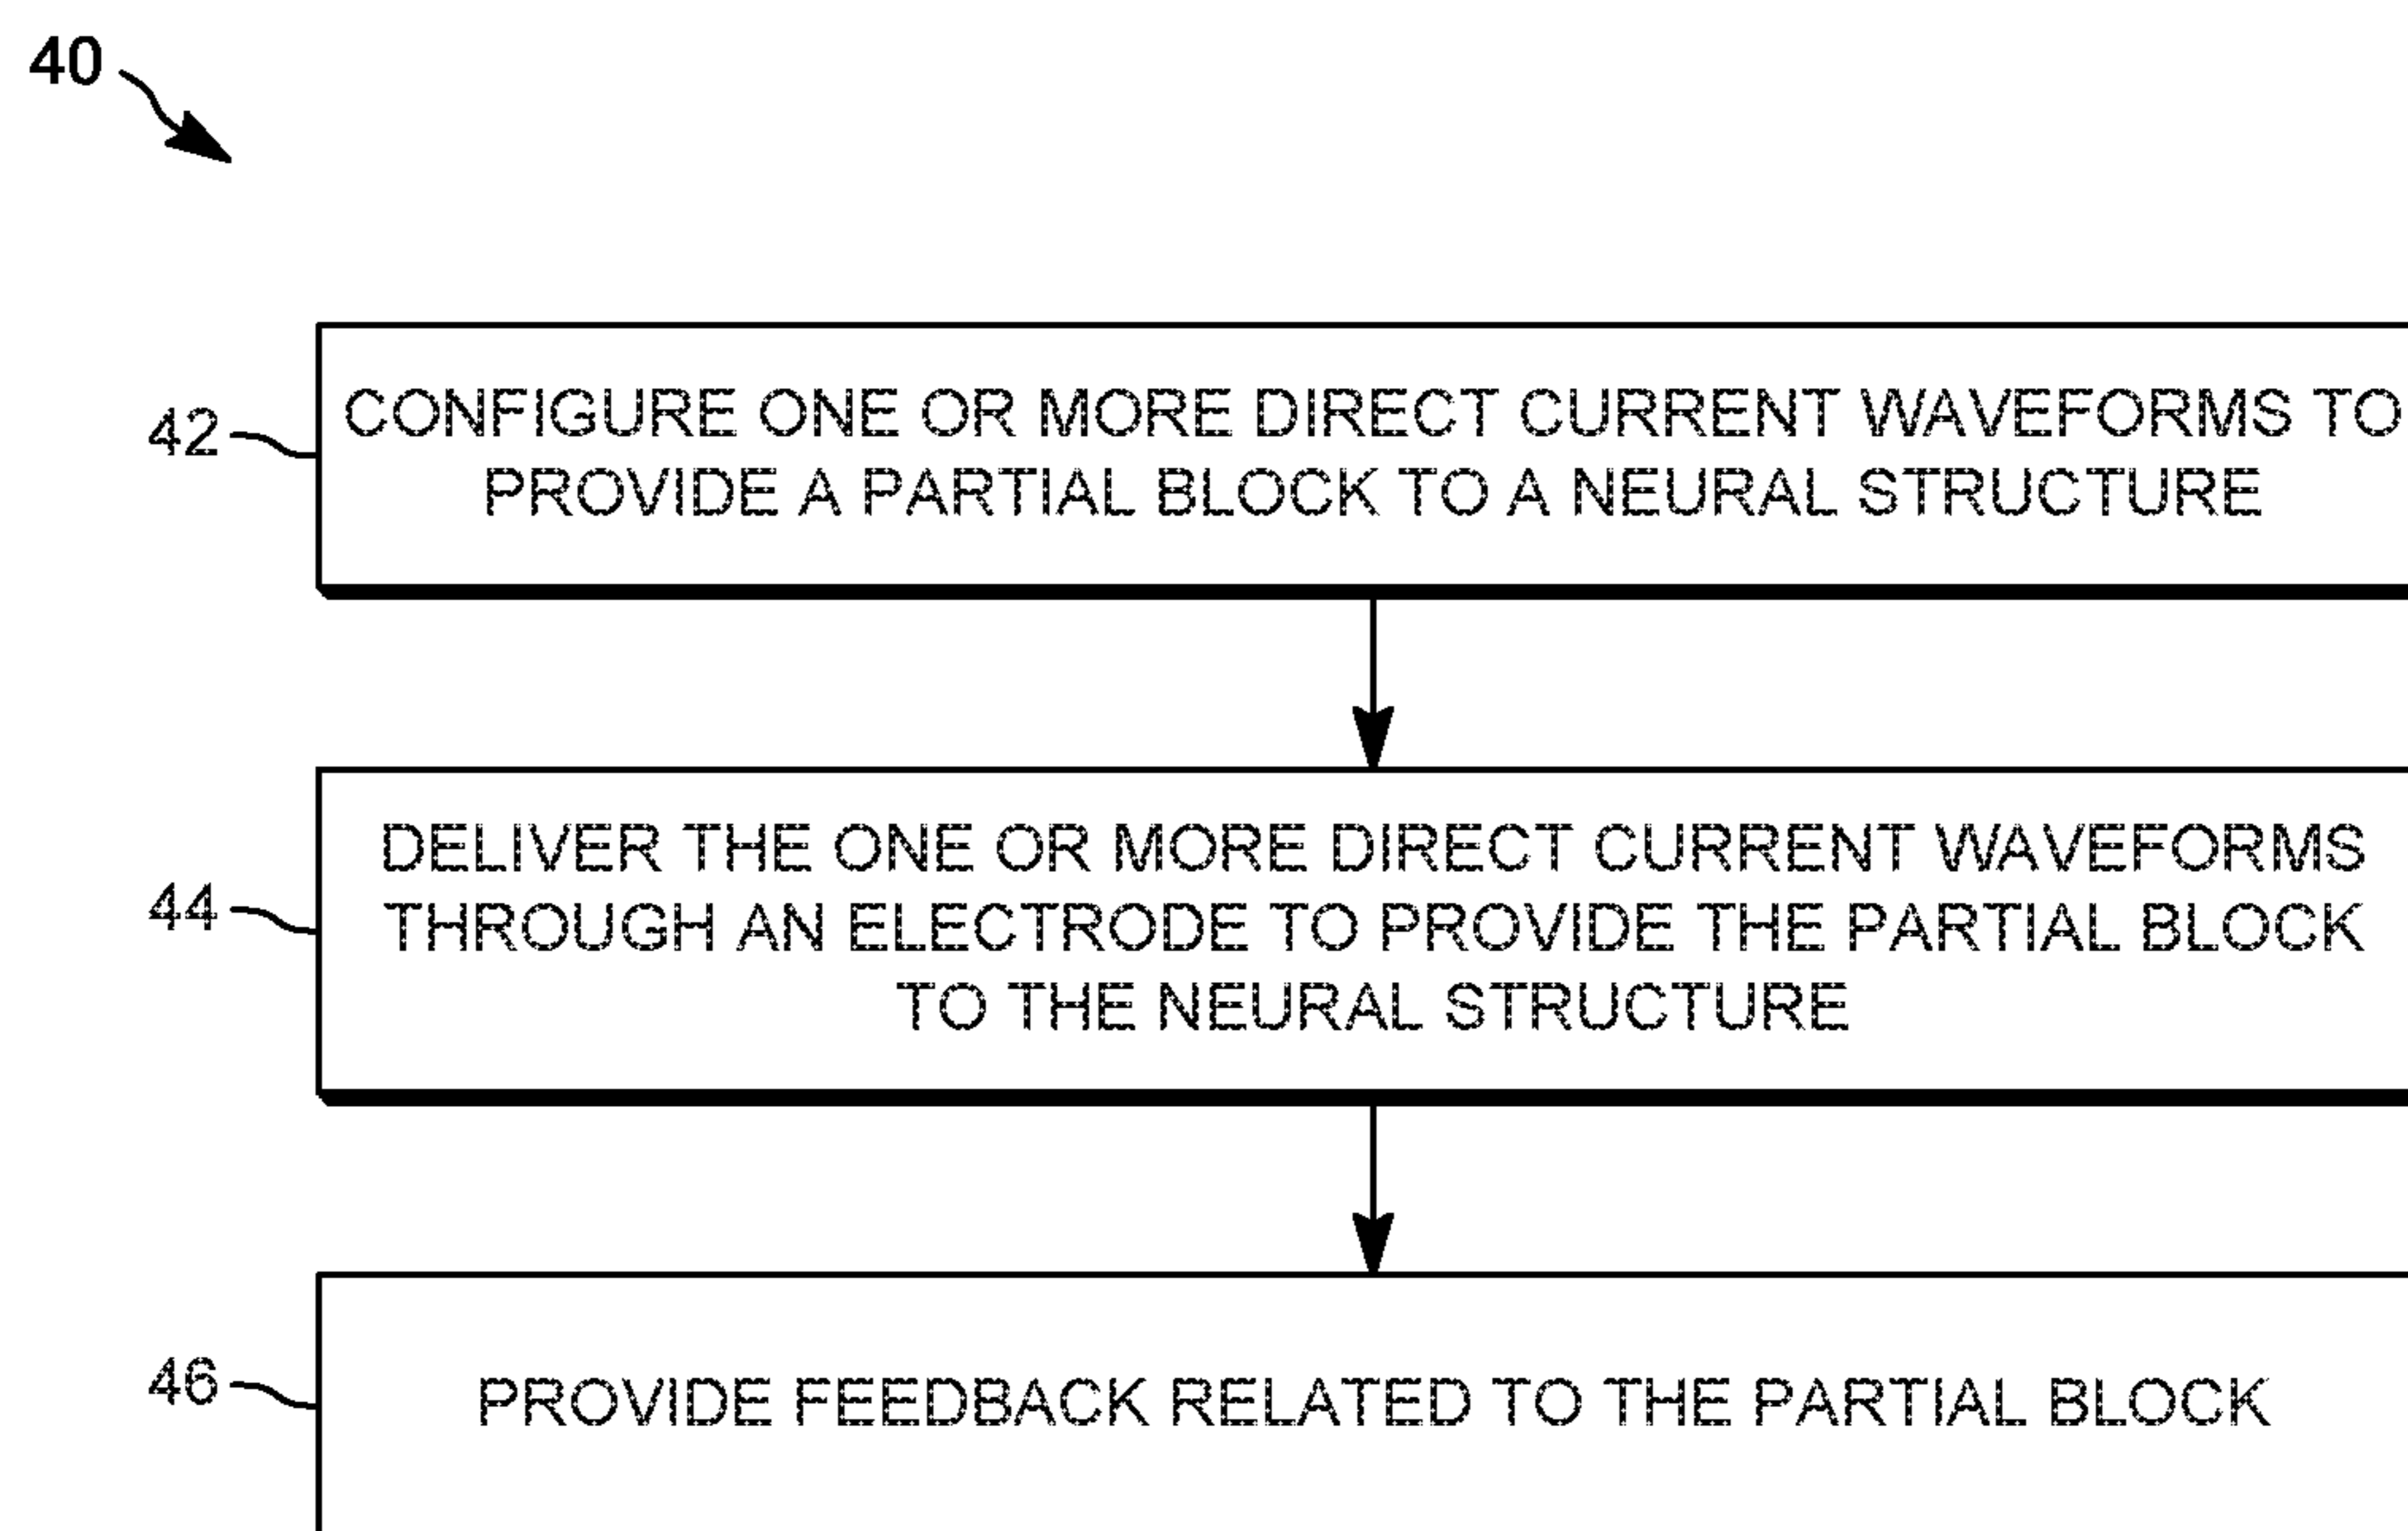 40
42
CONFIGURE ONE OR MORE DIRECT CURRENT WAVEFORMS TO
PROVIDE A PARTIAL BLOCK TO A NEURAL STRUCTURE
44
DELIVER THE ONE OR MORE DIRECT CURRENT WAVEFORMS
THROUGH AN ELECTRODE TO PROVIDE THE PARTIAL BLOCK
TO THE NEURAL STRUCTURE
46
PROVIDE FEEDBACK RELATED TO THE PARTIAL BLOCK